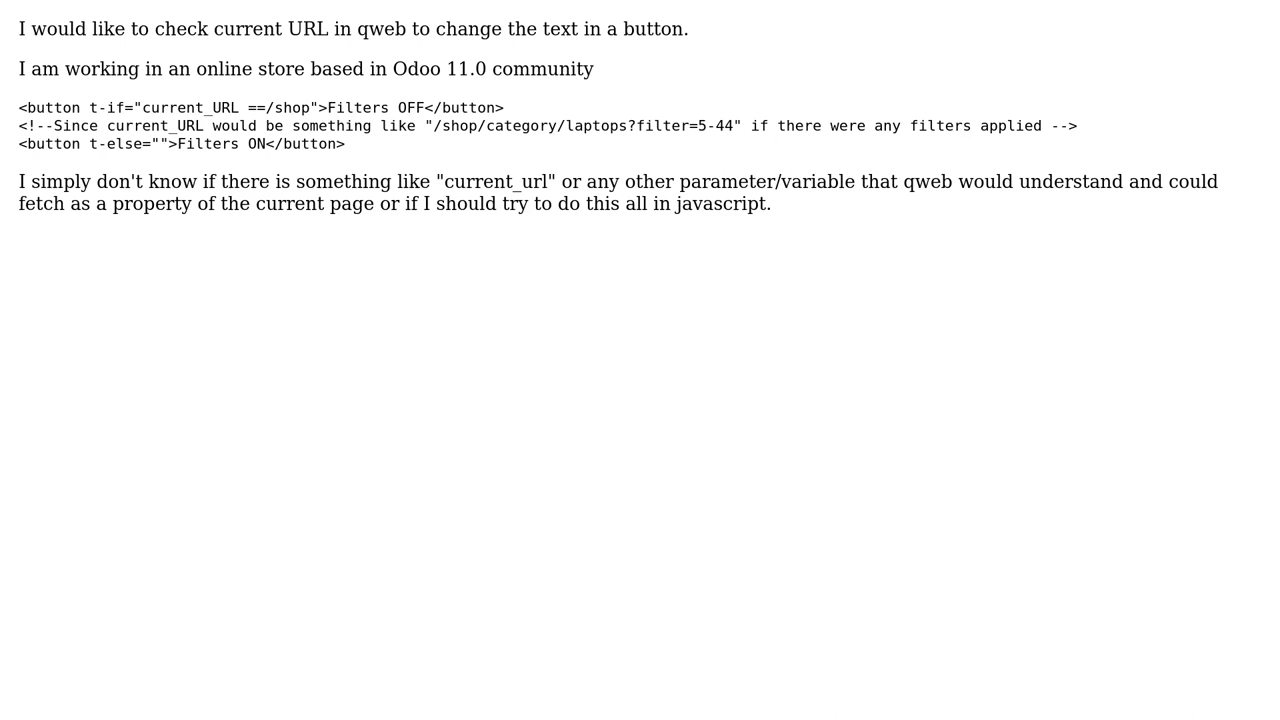 I would like to check current URL in qweb to change the text in a button.
I am working in an online store based in Odoo 11.0 community
<button t-if="current_URL ==/shop">Filters OFF</button>
<!--Since current_URL would be something like "/shop/category/laptops?filter=5-44" if there were any filters applied -->
<button t-else="">Filters ON</button>
I simply don't know if there is something like "current_url" or any other parameter/variable that qweb would understand and could
fetch as a property of the current page or if I should try to do this all in javascript.